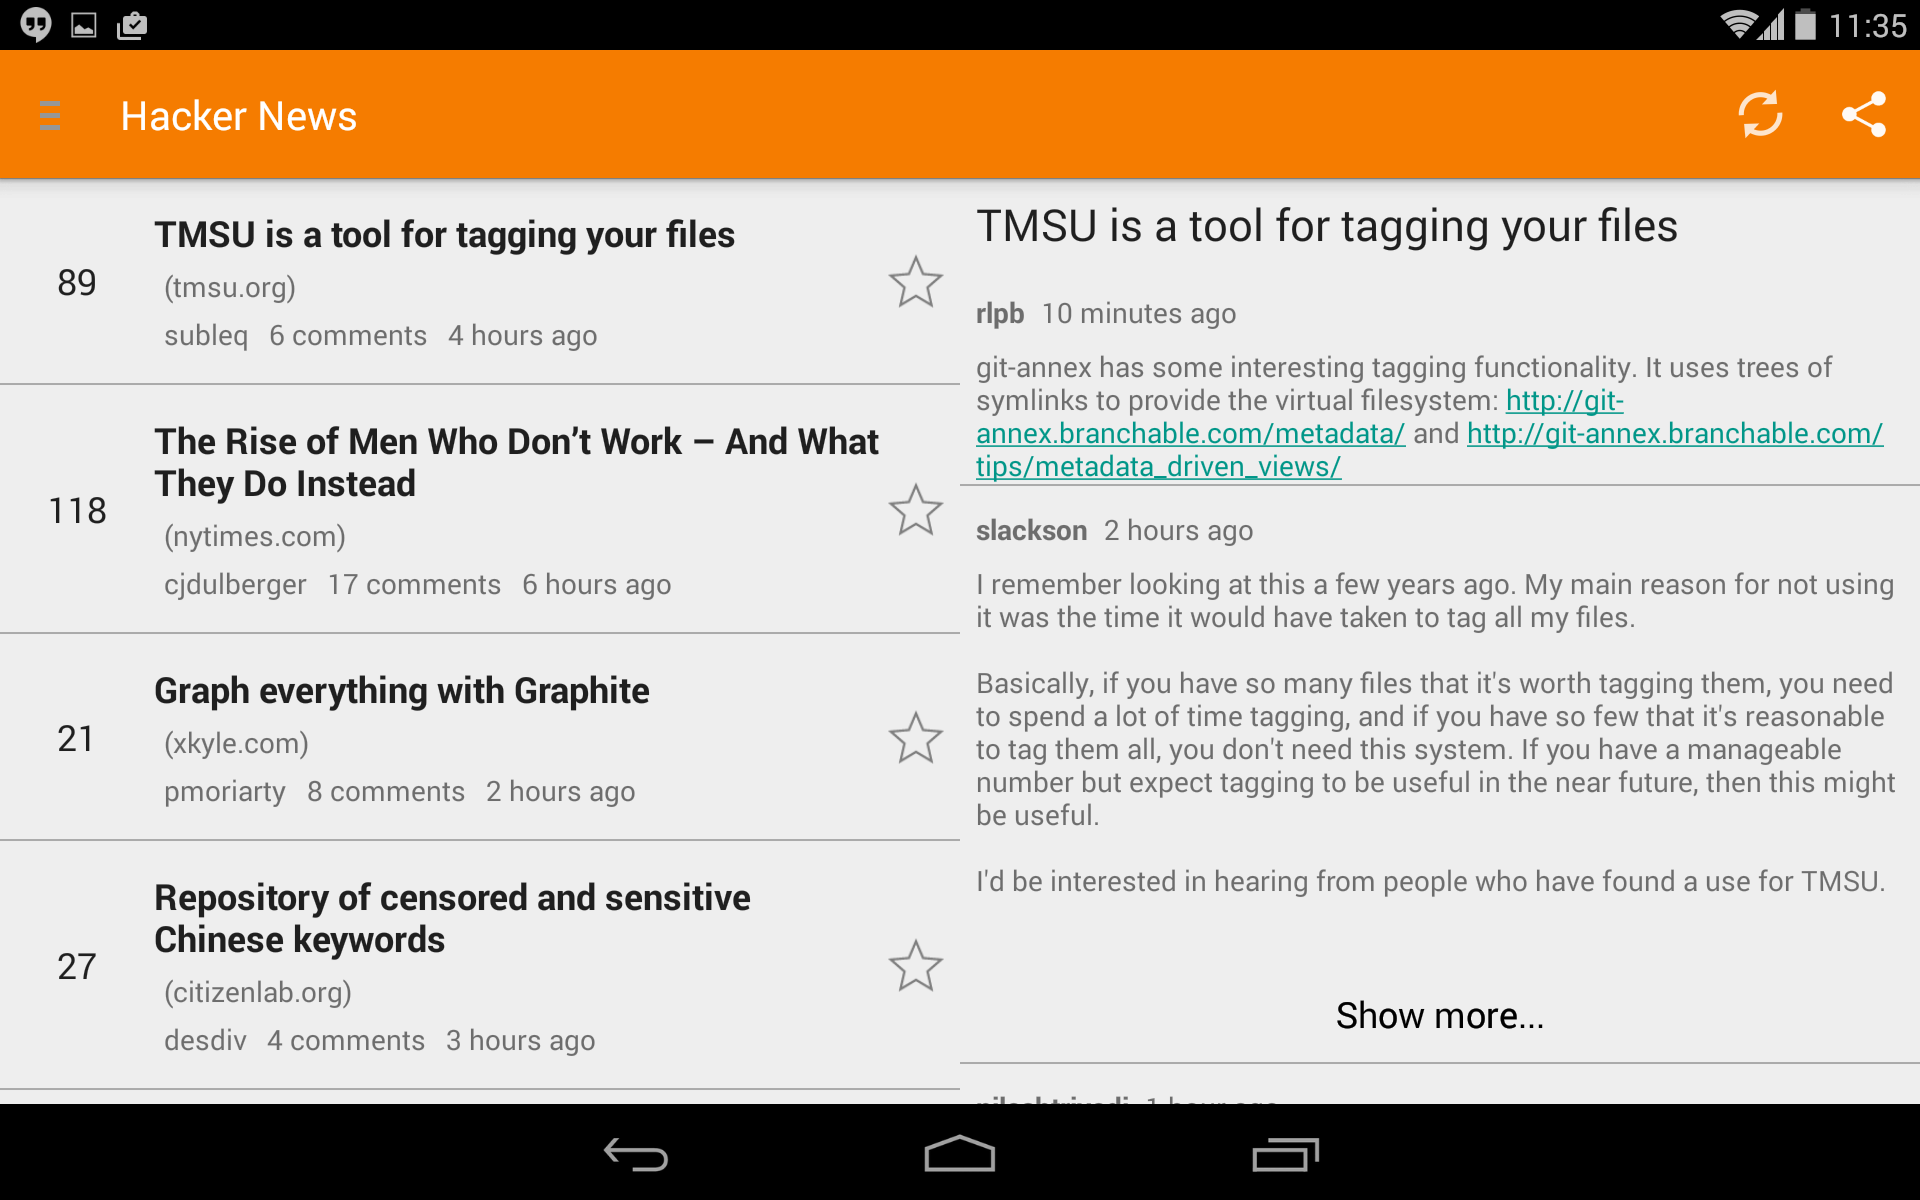 11:35
Hacker News
89
TMSU is a tool for tagging your files
(tmsu.org)
subleq 6 comments 4 hours ago
118
The Rise of Men Who Don’t Work – And What
They Do Instead
(nytimes.com)
cjdulberger 17 comments 6 hours ago
21
Graph everything with Graphite
(xkyle.com)
pmoriarty 8 comments 2 hours ago
27
Repository of censored and sensitive
Chinese keywords
(citizenlab.org)
desdiv 4 comments 3 hours ago
TMSU is a tool for tagging your files
rlpb 10 minutes ago
git-annex has some interesting tagging functionality. It uses trees of
symlinks to provide the virtual filesystem: http://git-
annex.branchable.com/metadata/ and http://git-annex.branchable.com/
tips/metadata_driven_views/
slackson 2 hours ago
I remember looking at this a few years ago. My main reason for not using
it was the time it would have taken to tag all my files.
Basically, if you have so many files that it's worth tagging them, you need
to spend a lot of time tagging, and if you have so few that it's reasonable
to tag them all, you don't need this system. If you have a manageable
number but expect tagging to be useful in the near future, then this might
be useful.
I'd be interested in hearing from people who have found a use for TMSU.
Show more...
1 hour ago